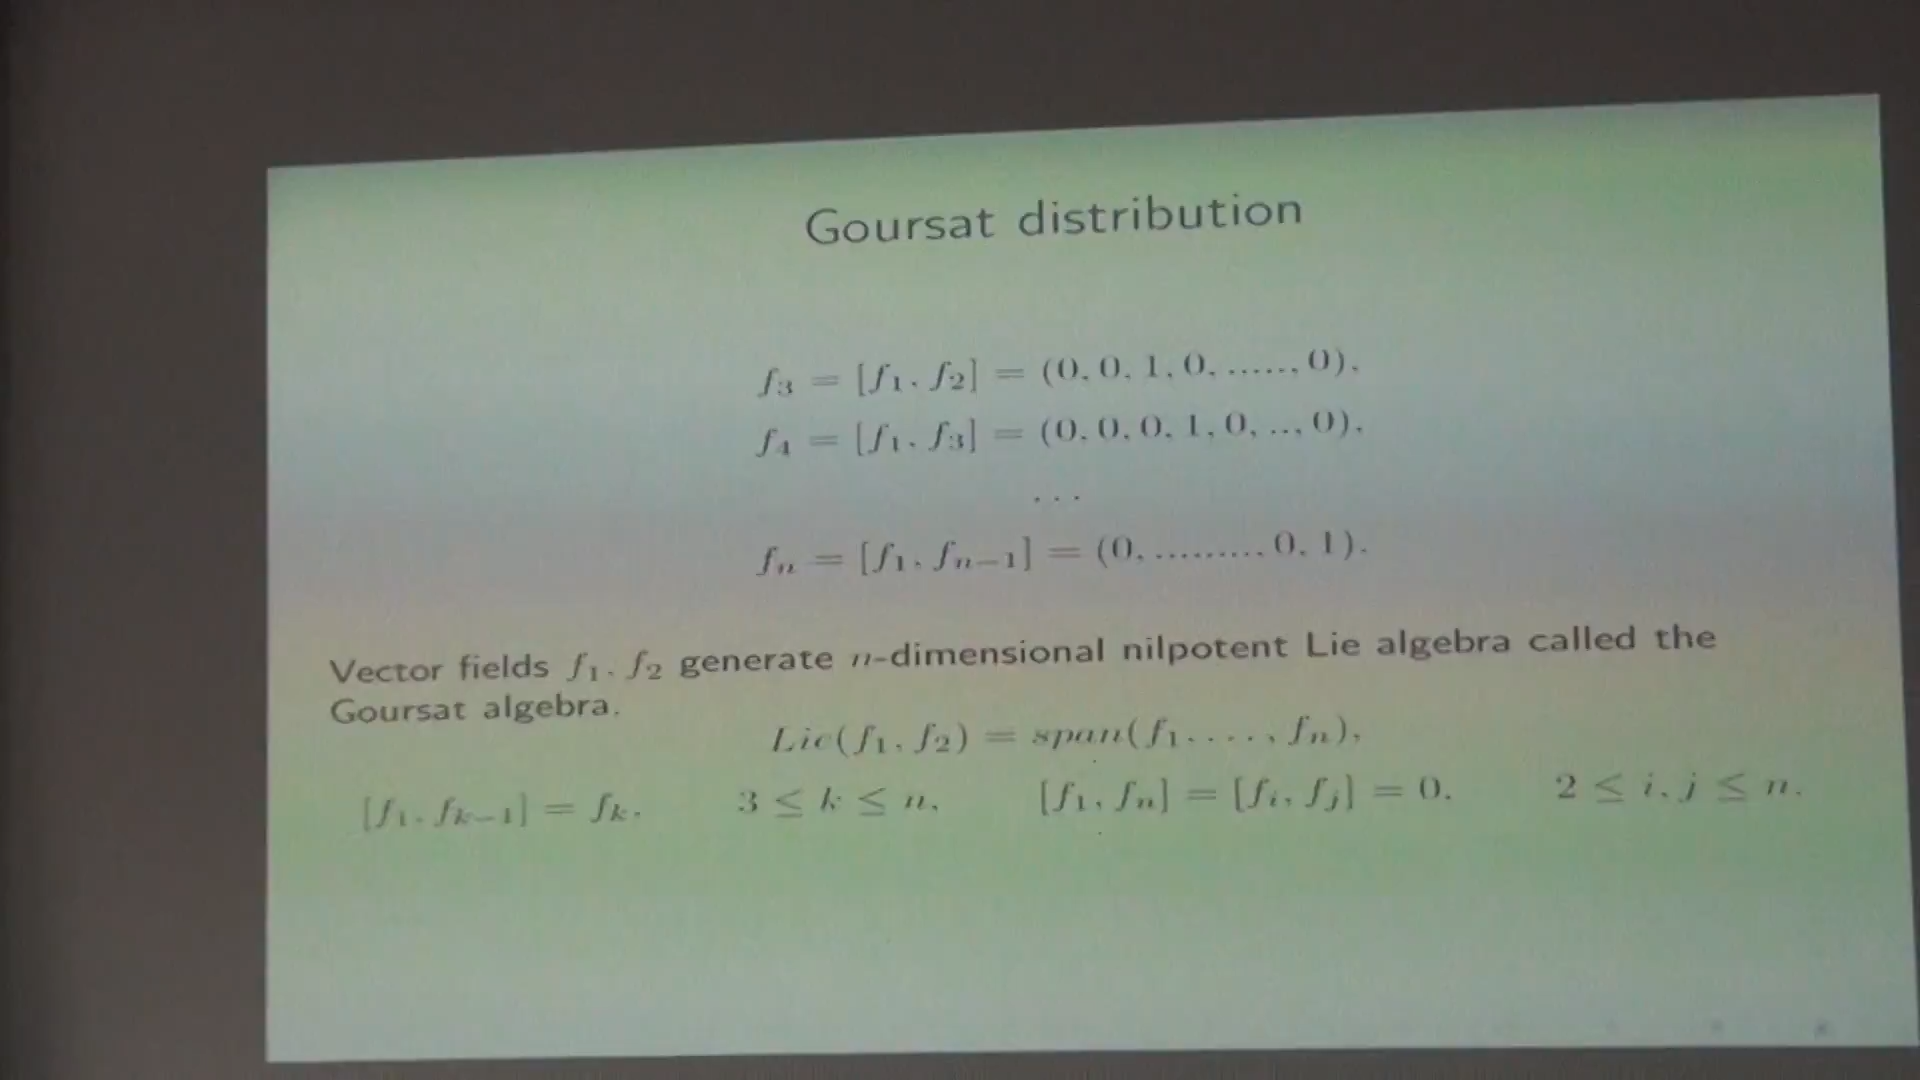 Goursat distribution
f₃ = [f₁, f₂] = (0, 0, 1, 0, ......, 0),
f₄ = [f₁, f₃] = (0, 0, 0, 1, 0, .., 0),
. . .
fₙ = [f₁, fₙ₋₁] = (0, ......... 0, 1).
Vector fields f₁, f₂ generate n-dimensional nilpotent Lie algebra called the
Goursat algebra.
Lie(f₁, f₂) = span(f₁, . . . , fₙ),
[f₁, fₖ₋₁] = fₖ, 3 ≤ k ≤ n, [f₁, fₙ] = [fᵢ, fⱼ] = 0, 2 ≤ i, j ≤ n.